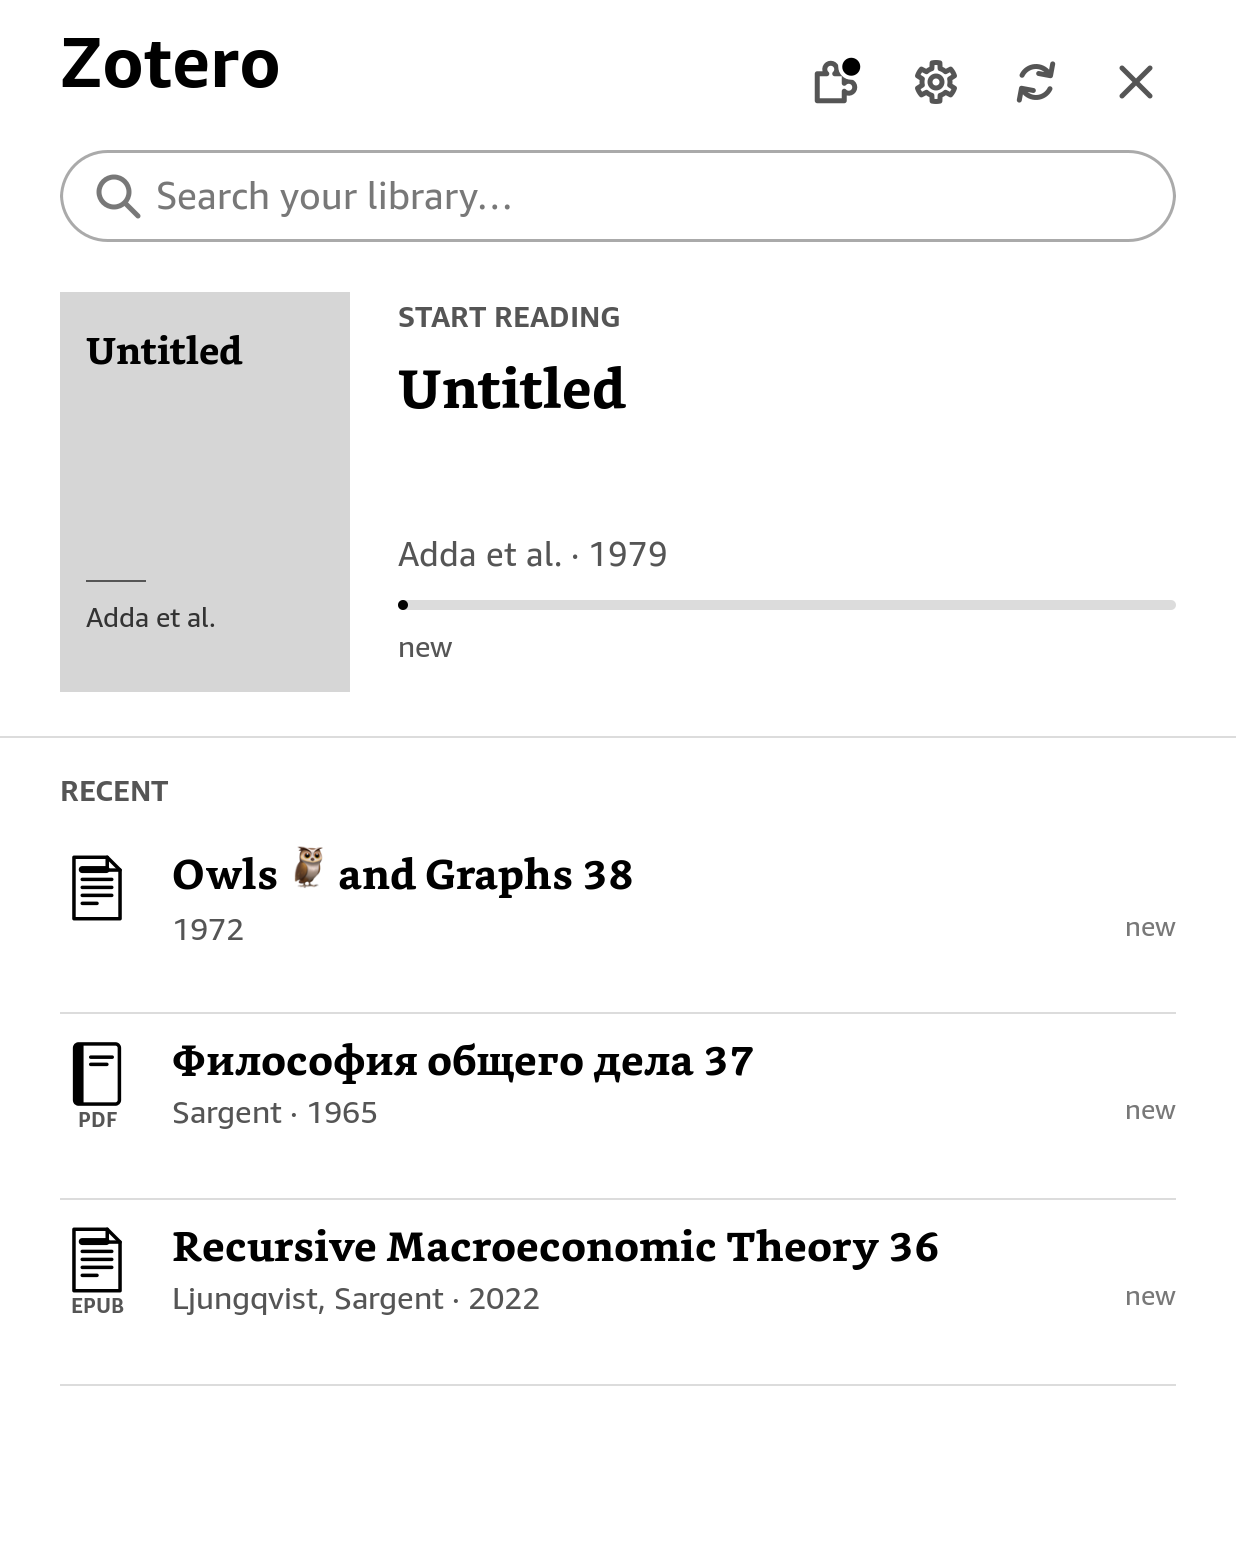 Zotero
Search your library...
Untitled
Adda et al.
START READING
Untitled
Adda et al. · 1979
new
RECENT
Owls 🦉 and Graphs 38
1972
new
Философия общего дела 37
PDF
Sargent · 1965
new
Recursive Macroeconomic Theory 36
EPUB
Ljungqvist, Sargent · 2022
new